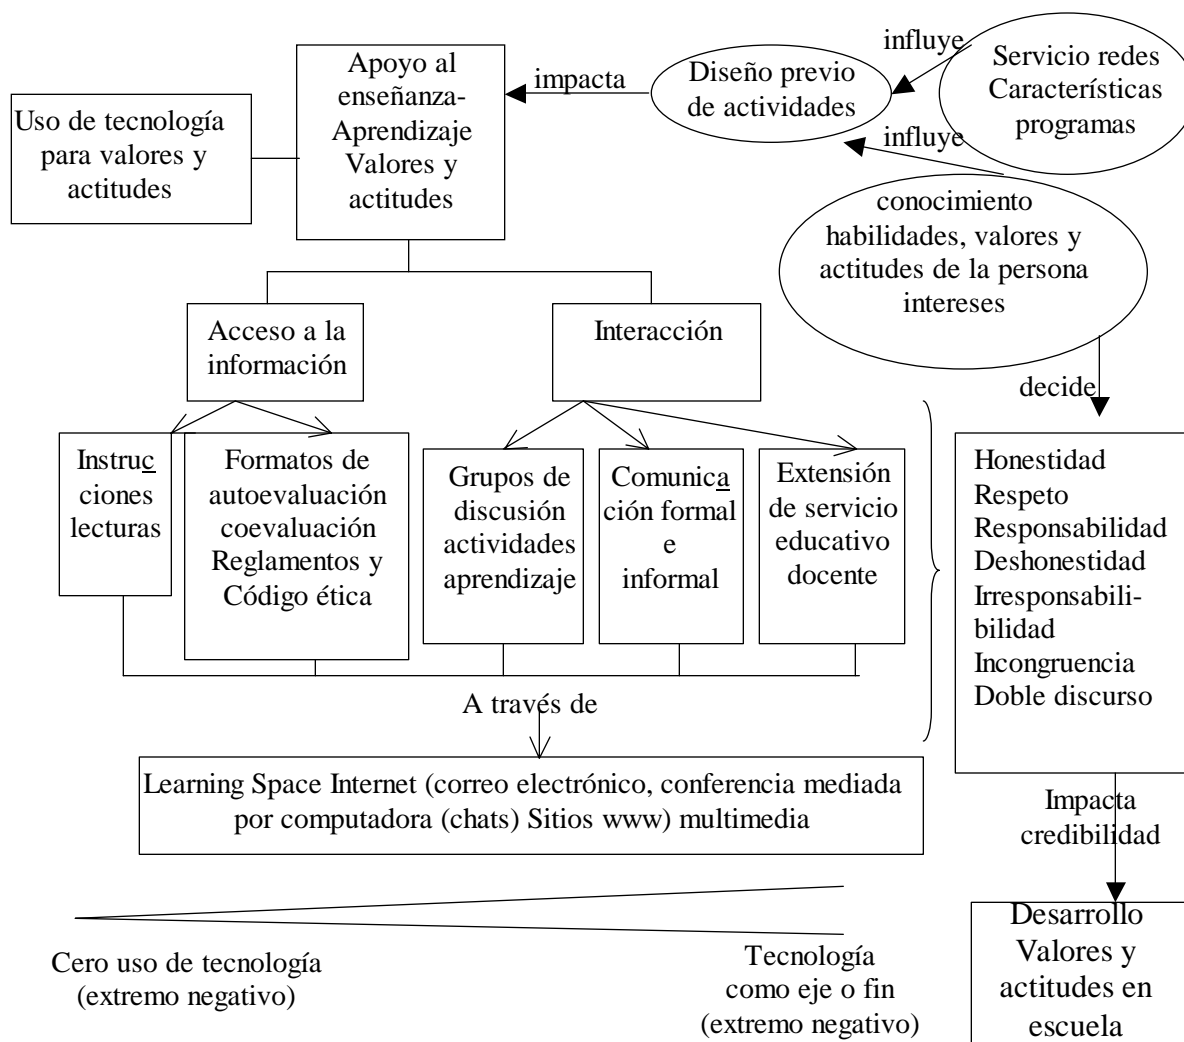 Apoyo al
enseñanza-
Aprendizaje
Valores y
actitudes
impacta
Diseño previo
de actividades
influye
influye
Servicio redes
Características
programas
Uso de tecnología
para valores y
actitudes
conocimiento
habilidades, valores y
actitudes de la persona
intereses
Acceso a la
información
Interacción
decide
Instruc
ciones
lecturas
Formatos de
autoevaluación
coevaluación
Reglamentos y
Código ética
Grupos de
discusión
actividades
aprendizaje
Comunica
ción formal
e
informal
Extensión
de servicio
educativo
docente
Honestidad
Respeto
Responsabilidad
Deshonestidad
Irresponsabili-
bilidad
Incongruencia
Doble discurso
A través de
Learning Space Internet (correo electrónico, conferencia mediada
por computadora (chats) Sitios www) multimedia
Impacta
credibilidad
Cero uso de tecnología
(extremo negativo)
Tecnología
como eje o fin
(extremo negativo)
Desarrollo
Valores y
actitudes en
escuela